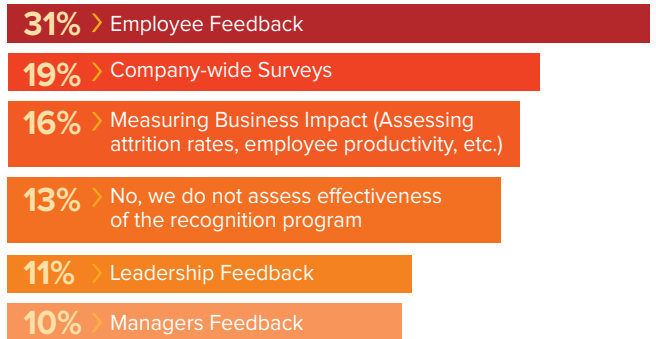 31% > Employee Feedback
19% > Company-wide Surveys
16% > Measuring Business Impact (Assessing
attrition rates, employee productivity, etc.)
13% > No, we do not assess effectiveness
of the recognition program
11% > Leadership Feedback
10% > Managers Feedback